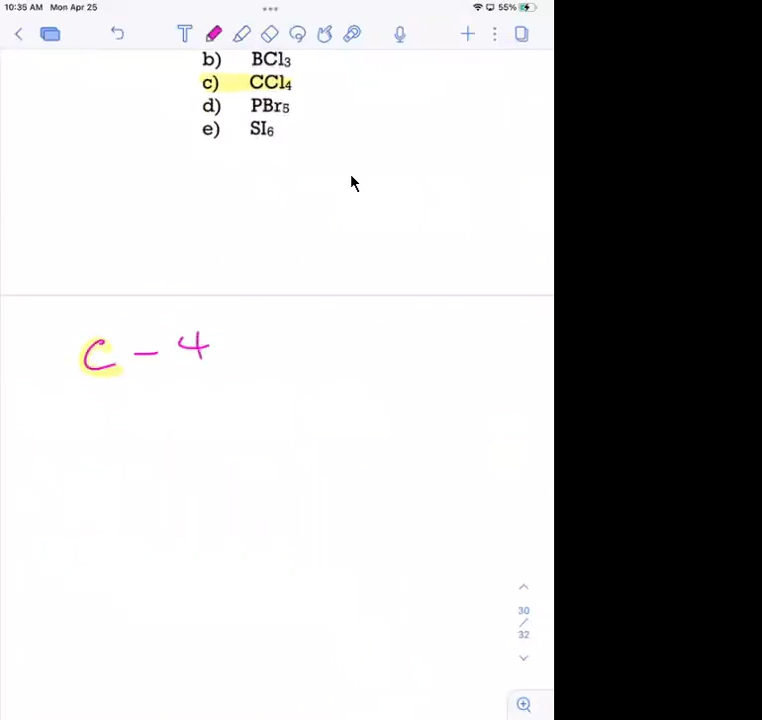 10:35 AM Mon Apr 25
55%
T
b) BCl₃
c) CCl₄
d) PBr₅
e) SI₆
C – 4
30
/
32